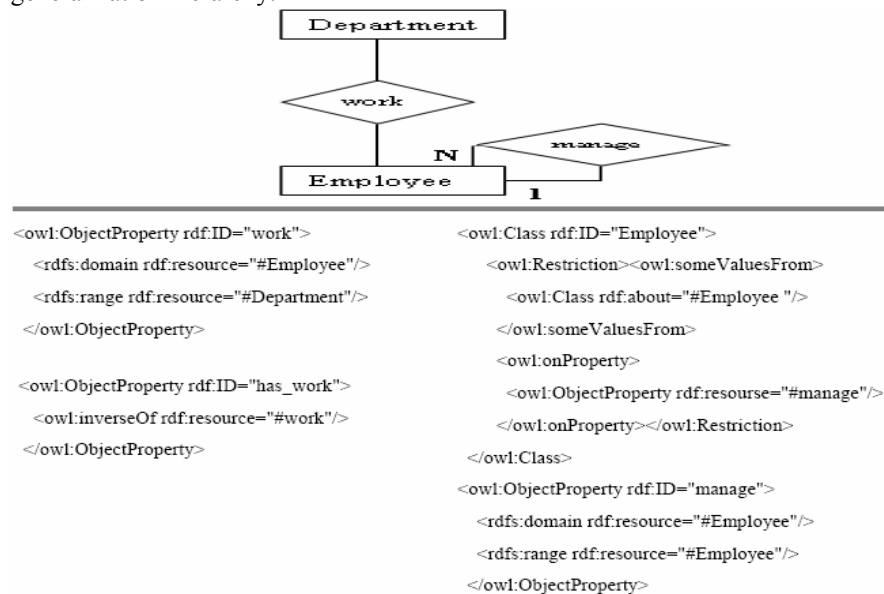 generalization hierarchy.
Department
work
manage
N
Employee
1
<owl:ObjectProperty rdf:ID="work">
<rdfs:domain rdf:resource="#Employee"/>
<rdfs:range rdf:resource="#Department"/>
</owl:ObjectProperty>
<owl:ObjectProperty rdf:ID="has_work">
<owl:inverseOf rdf:resource="#work"/>
</owl:ObjectProperty>
<owl:Class rdf:ID="Employee">
<owl:Restriction><owl:someValuesFrom>
<owl:Class rdf:about="#Employee "/>
</owl:someValuesFrom>
<owl:onProperty>
<owl:ObjectProperty rdf:resourse="#manage"/>
</owl:onProperty></owl:Restriction>
</owl:Class>
<owl:ObjectProperty rdf:ID="manage">
<rdfs:domain rdf:resource="#Employee"/>
<rdfs:range rdf:resource="#Employee"/>
</owl:ObjectProperty>